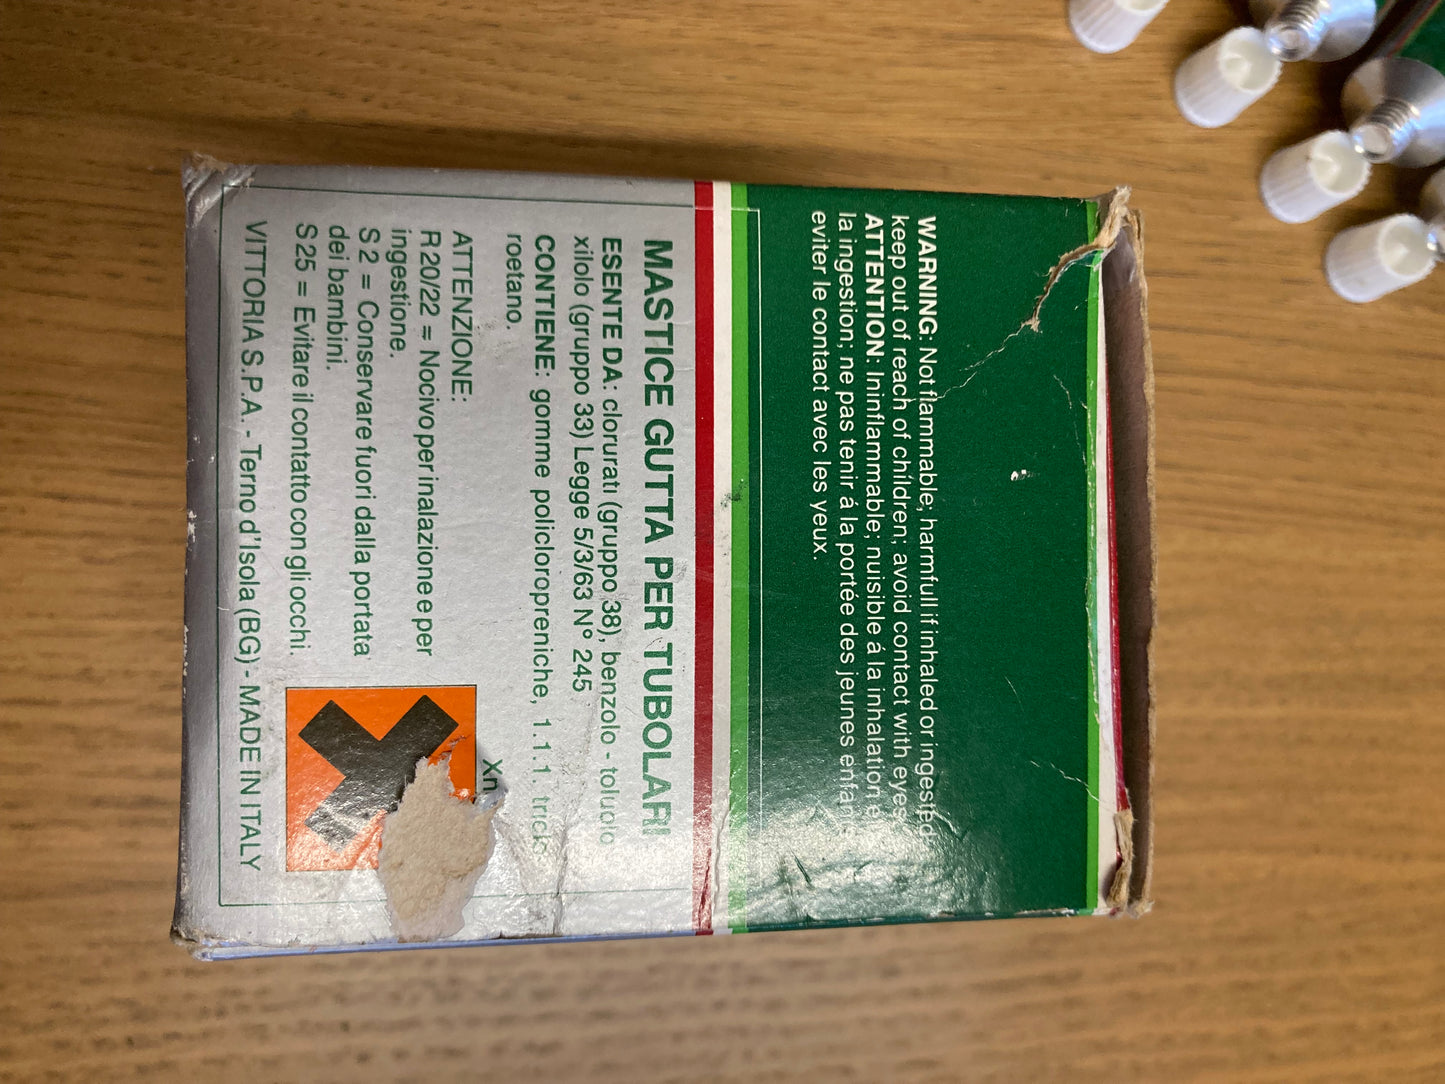 WARNING: Not flammable; harmfull if inhaled or ingested
keep out of reach of children; avoid contact with eyes
ATTENTION: Ininflammable; nuisible á la inhalation e
la ingestion; ne pas tenir á la portée des jeunes enfan
eviter le contact avec les yeux.
MASTICE GUTTA PER TUBOLARI
ESENTE DA: clorurati (gruppo 38), benzolo - toluolo
xilolo (gruppo 33) Legge 5/3/63 N° 245
CONTIENE: gomme policloropreniche, 1.1.1. triclo
roetano.
ATTENZIONE:
R20/22 = Nocivo per inalazione e per
ingestione.
S2 = Conservare fuori dalla portata
dei bambini.
S25 = Evitare il contatto con gli occhi.
Xn
VITTORIA S.P.A. - Terno d'Isola (BG) - MADE IN ITALY